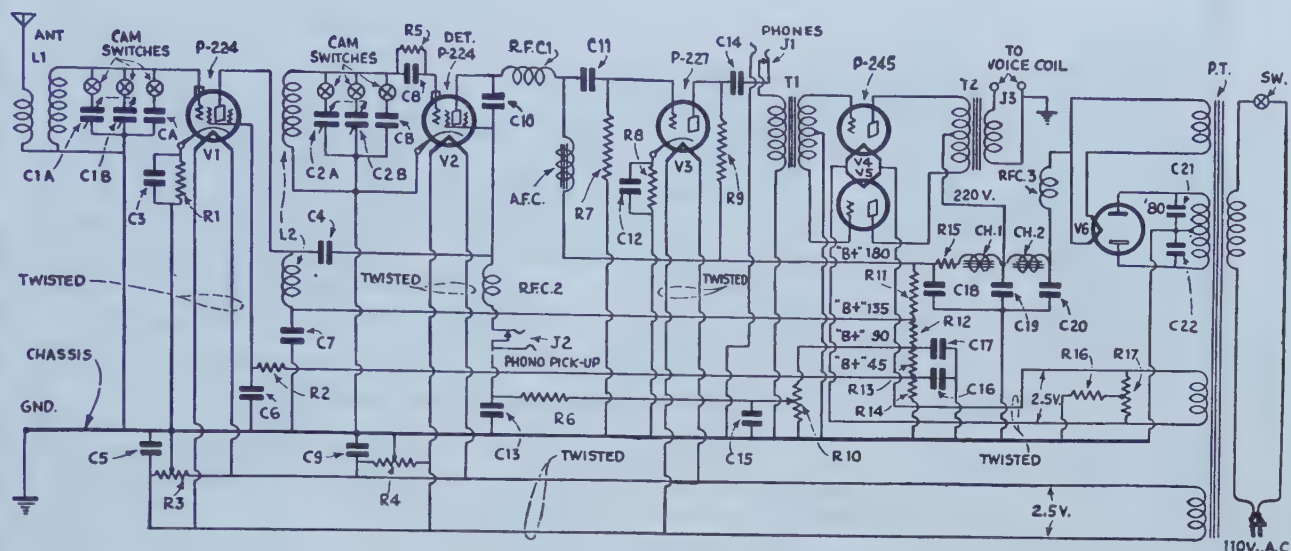 ANT
L1
CAM SWITCHES
P-224
CAM SWITCHES
R5
DET. P-224
R.F.C.1
C11
P-227
C14
PHONES J1
T1
P-245
T2
TO VOICE COIL
J3
P.T.
SW.
C8
C10
CA
CB
V1
V2
V3
V4
V5
V6
C1A
C1B
C2A
C2B
C3
R1
L2
C4
A.F.C.
R7
R8
C12
R9
220 V.
RFC.3
C21
'80
C22
R15
CH.1
CH.2
"B+" 180
R11
C18
C19
C20
TWISTED
TWISTED
TWISTED
R.F.C.2
"B+" 135
R12
"B+" 90
C17
C7
J2
PHONO PICK-UP
"B+" 45
R13
C16
R14
R16
R17
2.5V.
CHASSIS
R2
C6
GND.
R6
C13
C15
R10
TWISTED
C5
R3
C9
R4
TWISTED
2.5V.
110V., A.C.